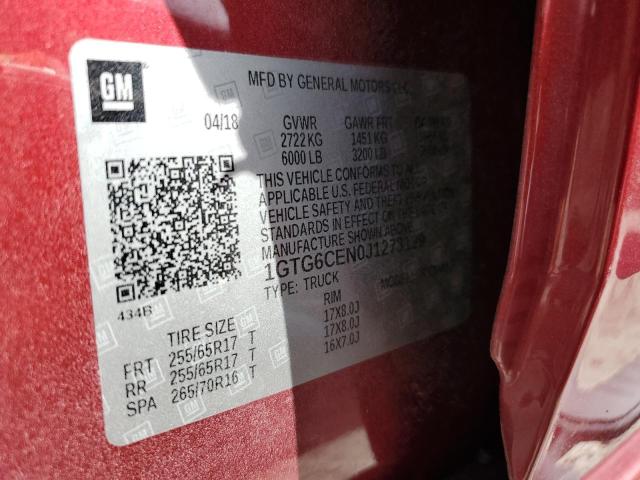 GM
MFD BY GENERAL MOTORS LLC
04/18 GVWR GAWR FRT
2722 KG 1451 KG
6000 LB 3200 LB
THIS VEHICLE CONFORMS TO
APPLICABLE U.S. FEDERAL MOTOR
VEHICLE SAFETY AND THEFT
STANDARDS IN EFFECT ON THE DATE OF
MANUFACTURE SHOWN ABOVE.
TYPE: TRUCK
434B
TIRE SIZE RIM
FRT 255/65R17 T 17X8.0J
RR 255/65R17 T 17X8.0J
SPA 265/70R16 T 16X7.0J